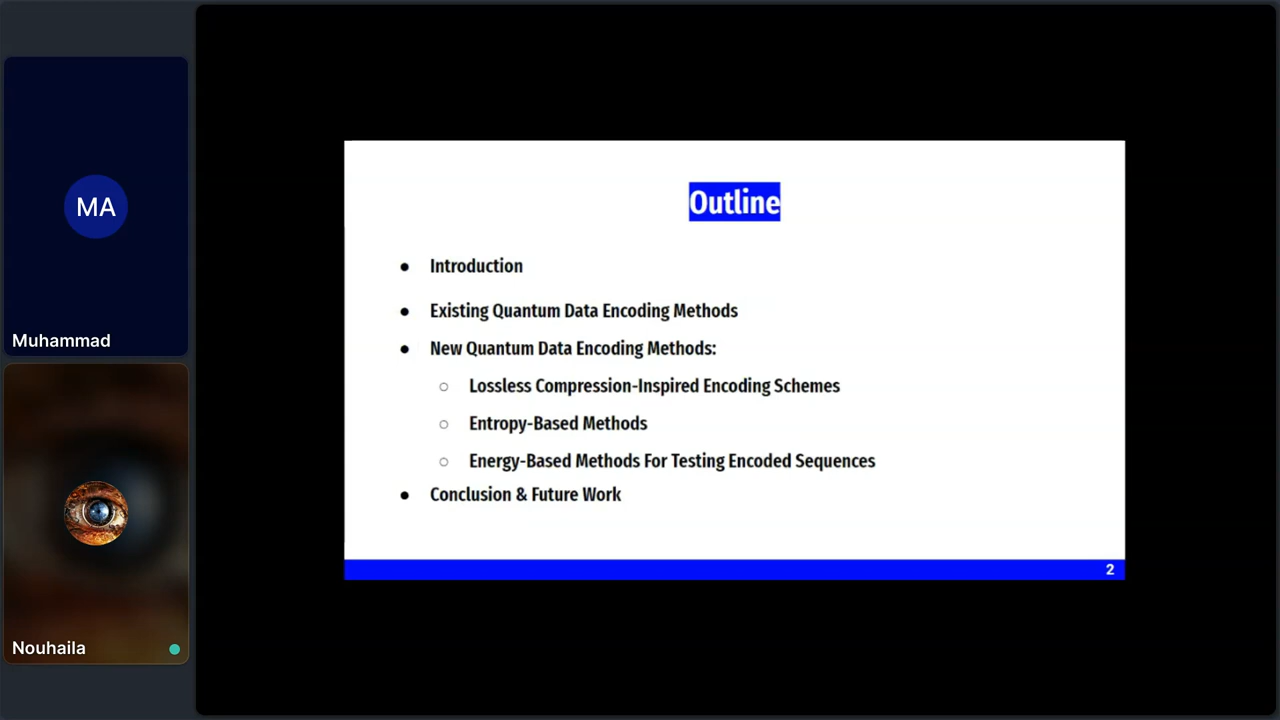 MA
Muhammad
Nouhaila
Outline
● Introduction
● Existing Quantum Data Encoding Methods
● New Quantum Data Encoding Methods:
○ Lossless Compression-Inspired Encoding Schemes
○ Entropy-Based Methods
○ Energy-Based Methods For Testing Encoded Sequences
● Conclusion & Future Work
2